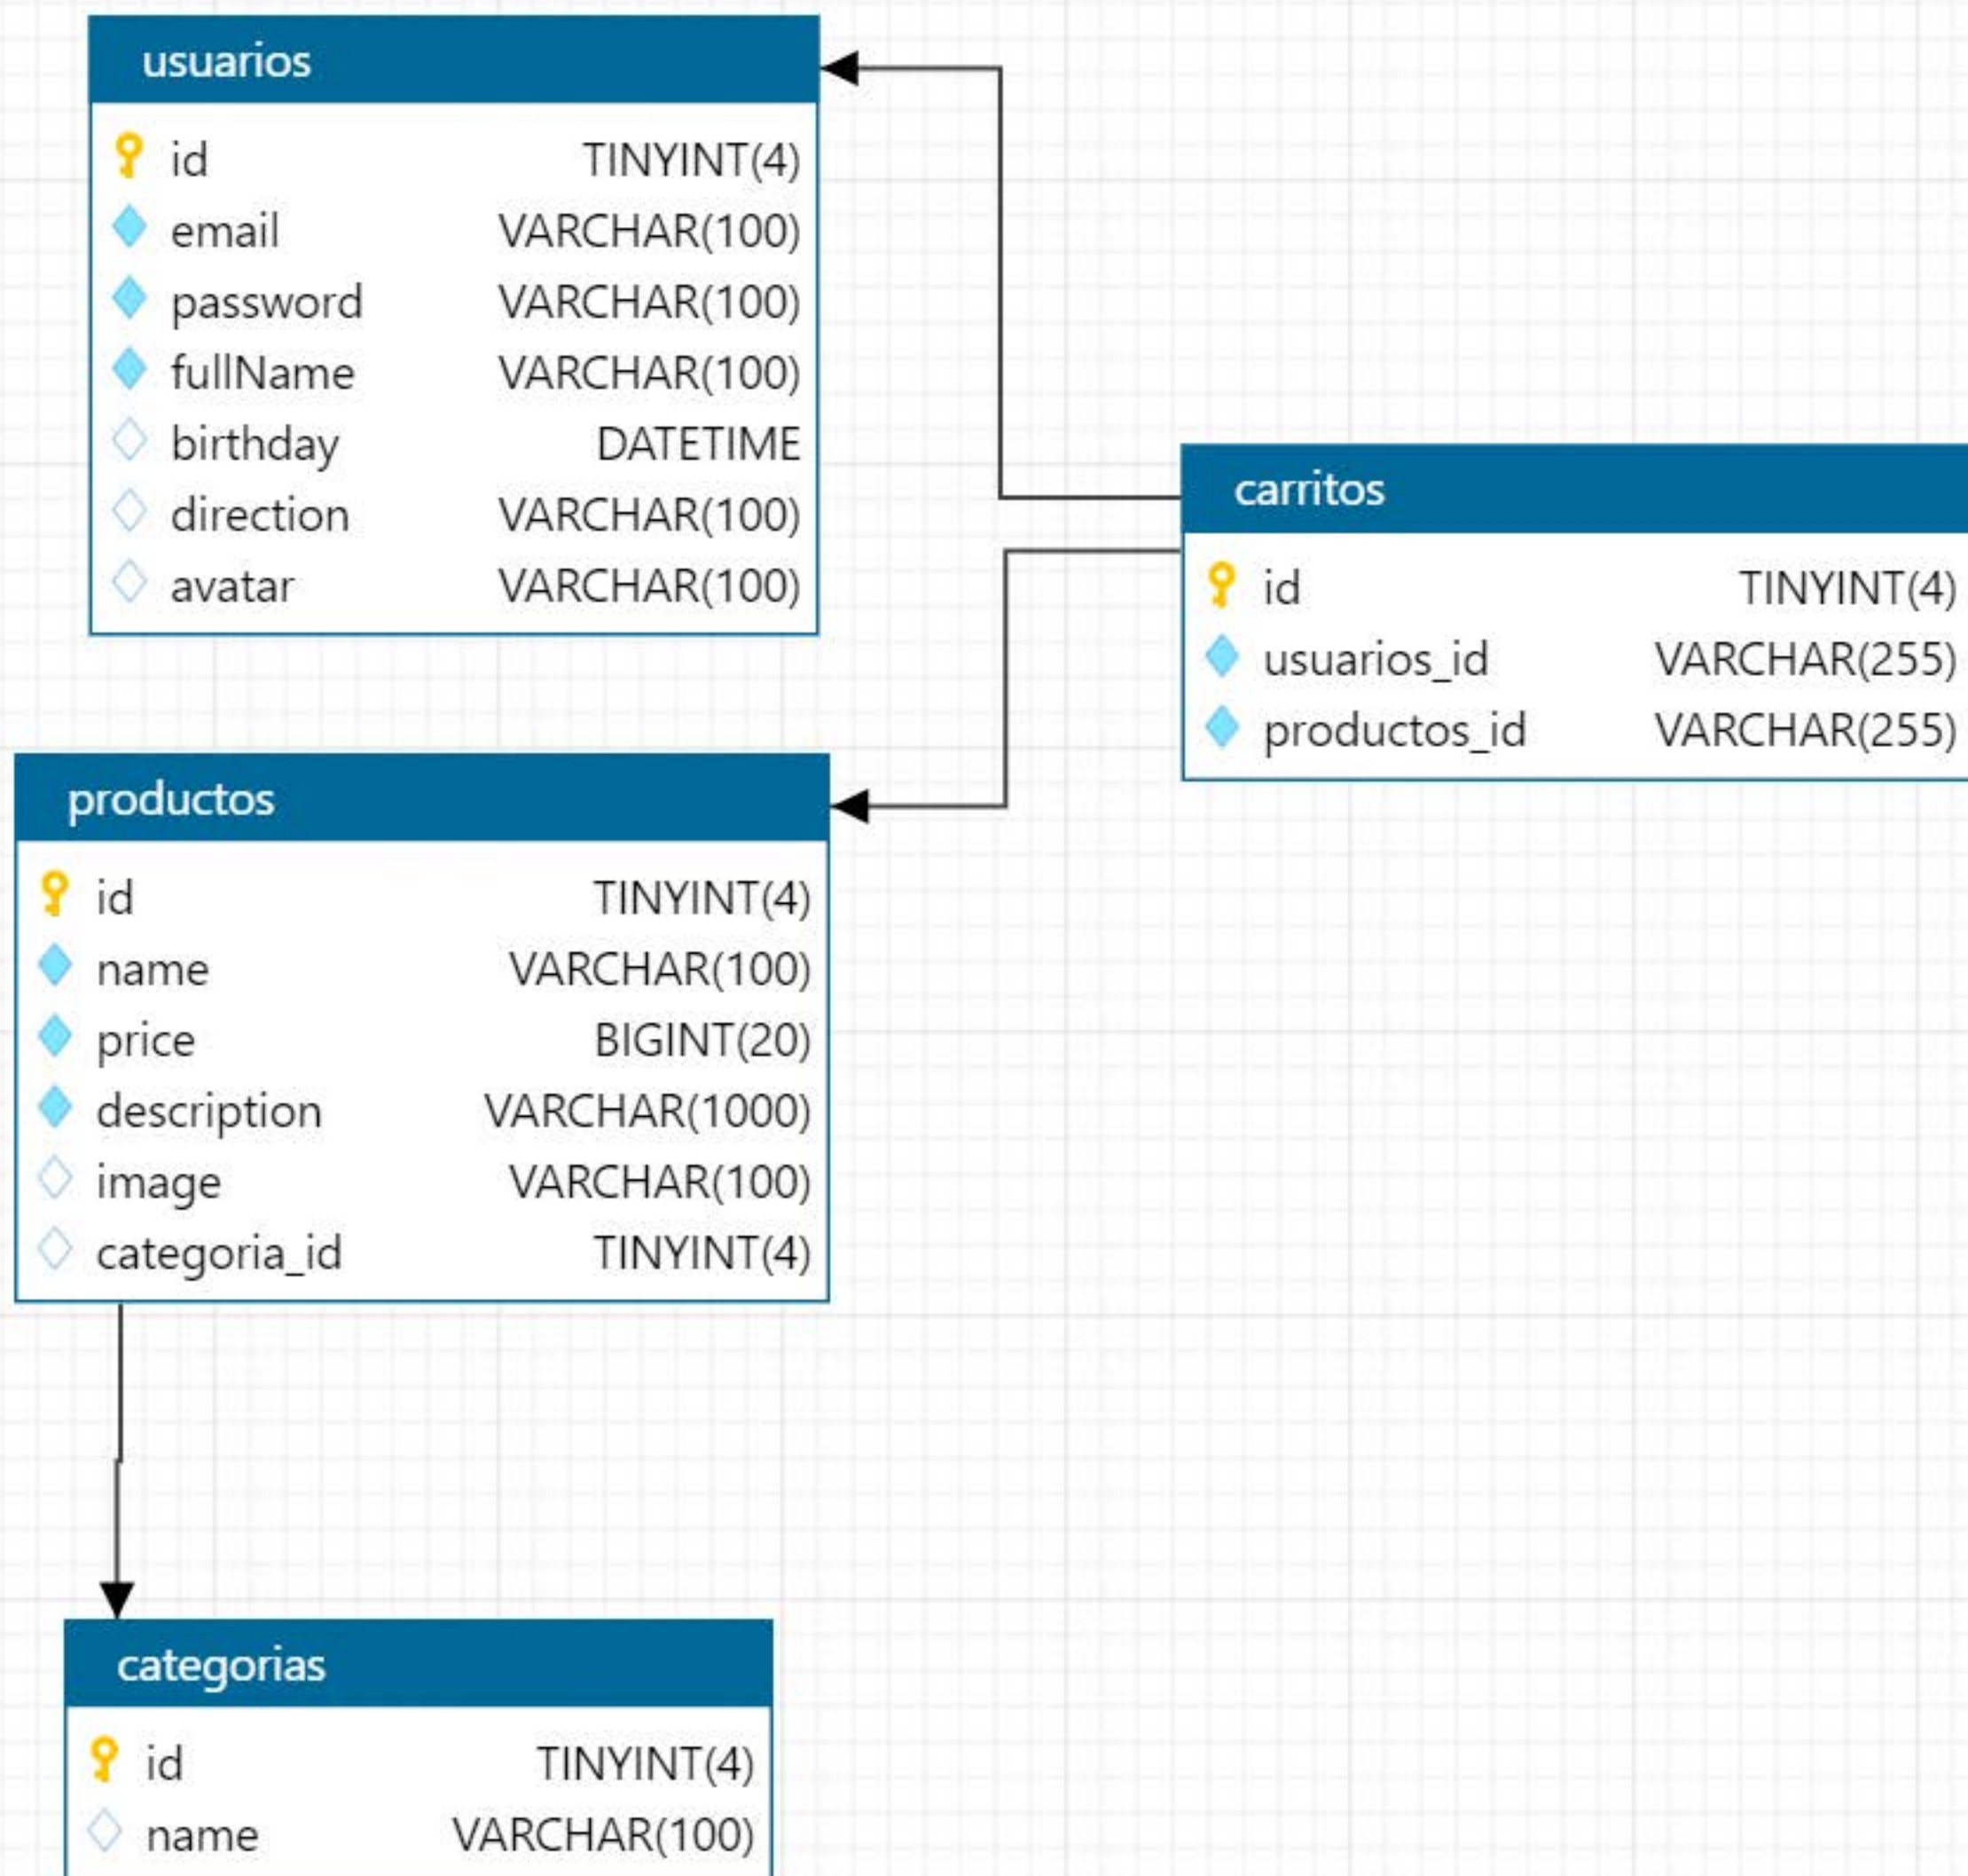 usuarios
id TINYINT(4)
email VARCHAR(100)
password VARCHAR(100)
fullName VARCHAR(100)
birthday DATETIME
direction VARCHAR(100)
avatar VARCHAR(100)
carritos
id TINYINT(4)
usuarios_id VARCHAR(255)
productos_id VARCHAR(255)
productos
id TINYINT(4)
name VARCHAR(100)
price BIGINT(20)
description VARCHAR(1000)
image VARCHAR(100)
categoria_id TINYINT(4)
categorias
id TINYINT(4)
name VARCHAR(100)